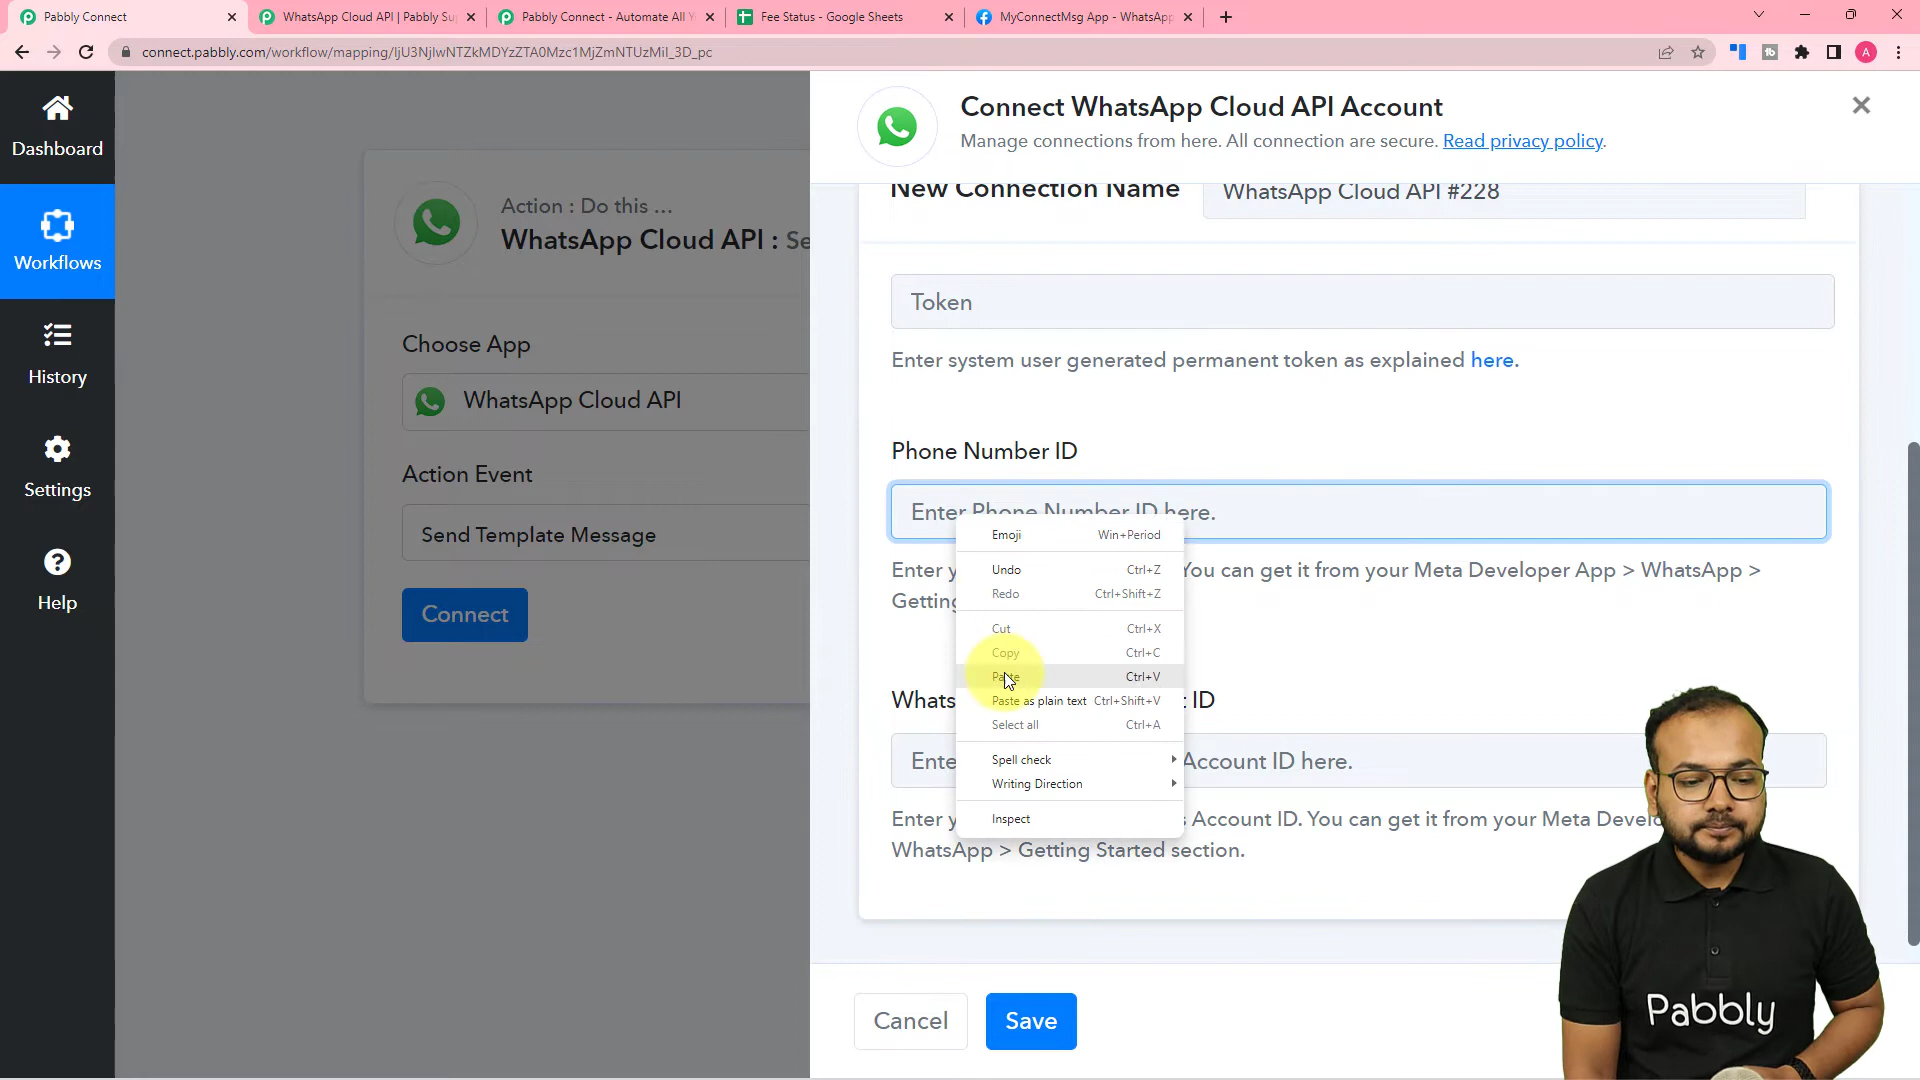 Pabbly Connect
WhatsApp Cloud API | Pabbly Su
Pabbly Connect - Automate All Y
Fee Status - Google Sheets
MyConnectMsg App - WhatsApp
connect.pabbly.com/workflow/mapping/IjU3NjIwNTZkMDYzZTA0Mzc1MjZmNTUzMiI_3D_pc
A
Dashboard
Workflows
History
Settings
Help
Action : Do this ...
WhatsApp Cloud API : Se
Choose App
WhatsApp Cloud API
Action Event
Send Template Message
Connect
Connect WhatsApp Cloud API Account
Manage connections from here. All connection are secure. Read privacy policy.
New Connection Name
WhatsApp Cloud API #228
Token
Enter system user generated permanent token as explained here.
Phone Number ID
Enter Phone Number ID here.
Enter y You can get it from your Meta Developer App > WhatsApp >
Getting
Emoji Win+Period
Undo Ctrl+Z
Redo Ctrl+Shift+Z
Cut Ctrl+X
Copy Ctrl+C
Paste Ctrl+V
Paste as plain text Ctrl+Shift+V
Select all Ctrl+A
Spell check
Writing Direction
Inspect
Whats t ID
Ente Account ID here.
Enter y s Account ID. You can get it from your Meta Develo
WhatsApp > Getting Started section.
Cancel
Save
Pabbly